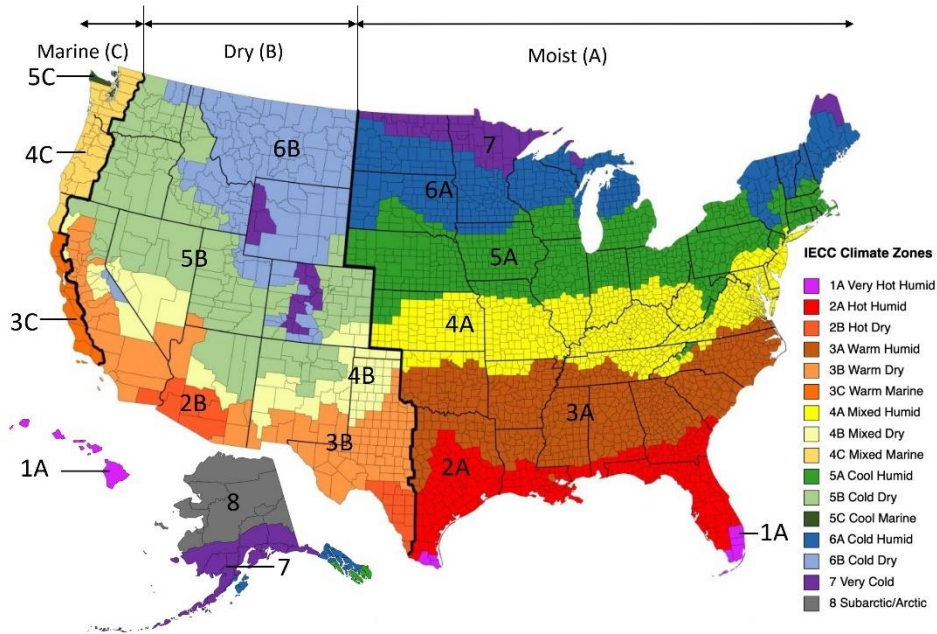 Marine (C)
Dry (B)
Moist (A)
5C
4C
6B
7
6A
5B
5A
3C
4A
4B
2B
3B
3A
2A
1A
8
7
1A
IECC Climate Zones
1A Very Hot Humid
2A Hot Humid
2B Hot Dry
3A Warm Humid
3B Warm Dry
3C Warm Marine
4A Mixed Humid
4B Mixed Dry
4C Mixed Marine
5A Cool Humid
5B Cold Dry
5C Cool Marine
6A Cold Humid
6B Cold Dry
7 Very Cold
8 Subarctic/Arctic